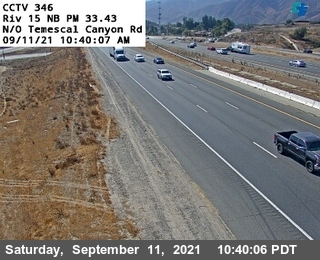 CCTV 346
Riv 15 NB PM 33.43
N/O Temescal Canyon Rd
09/11/21 10:40:07 AM
Saturday, September 11, 2021 10:40:06 PDT